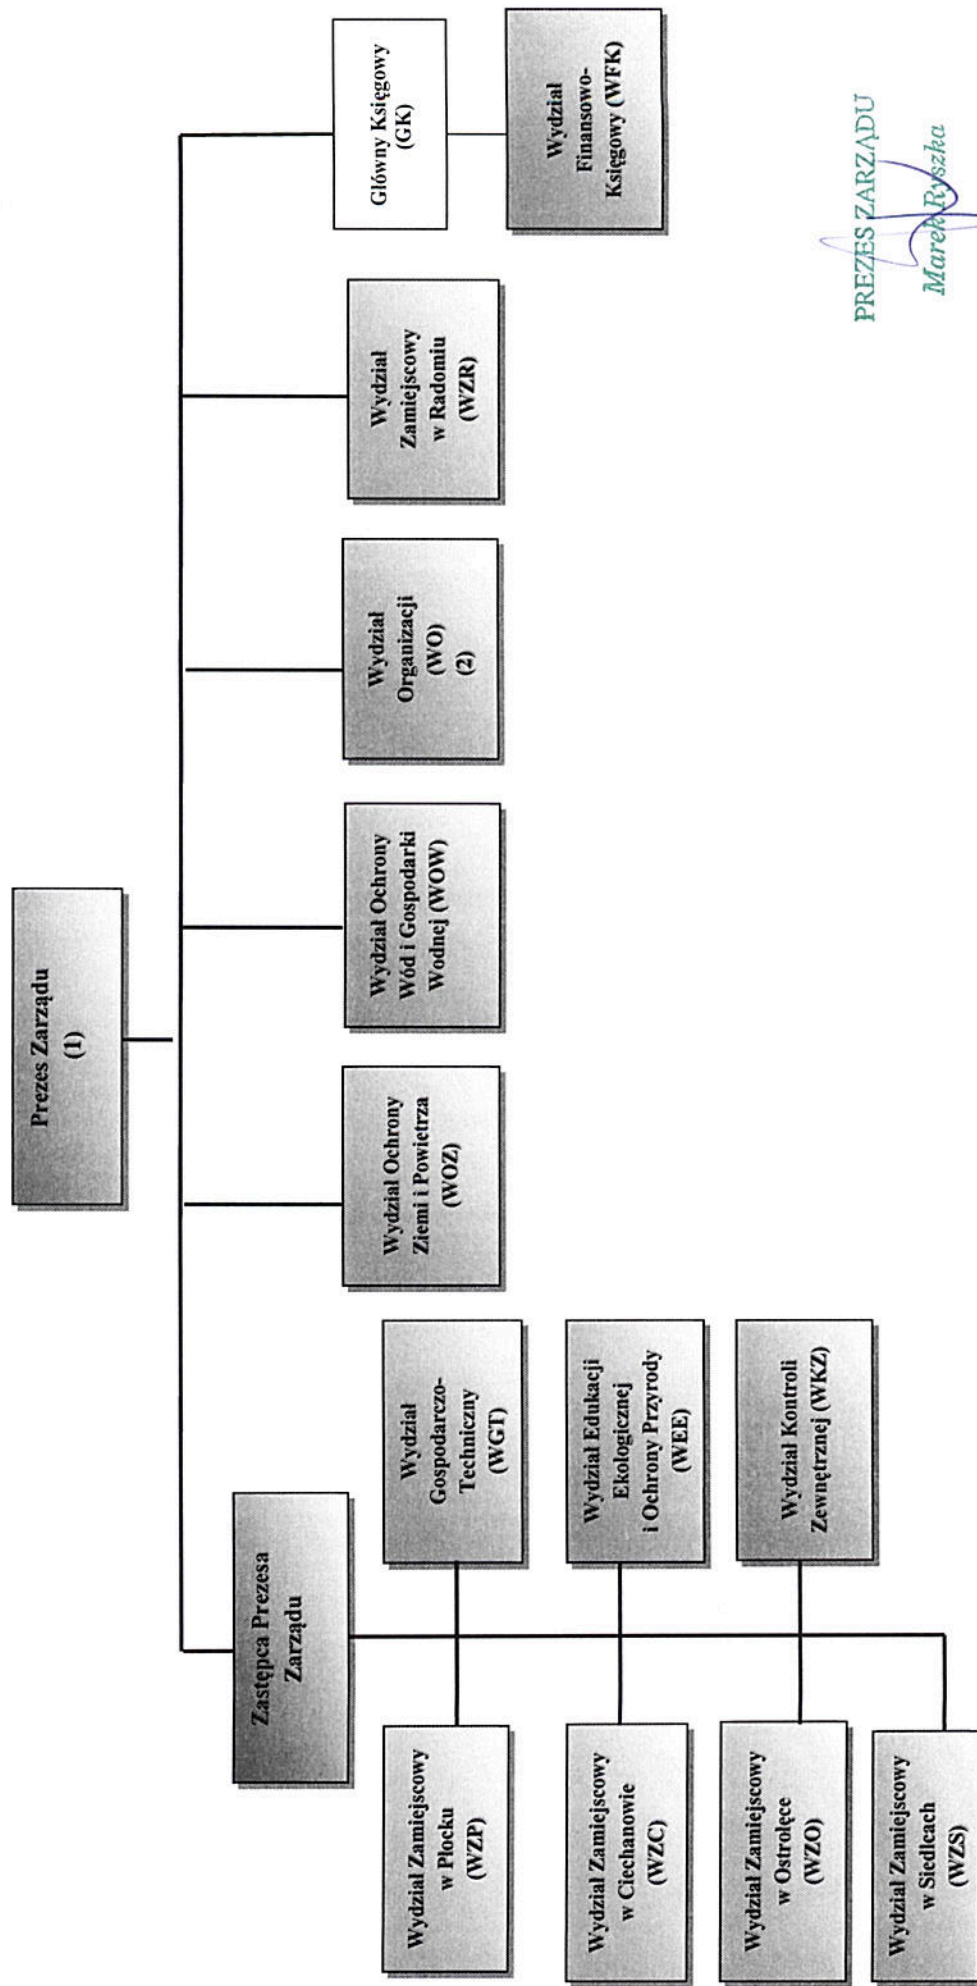 Prezes Zarządu
(1)
Zastępca Prezesa
Zarządu
Wydział Ochrony
Ziemi i Powietrza
(WOZ)
Wydział Ochrony
Wód i Gospodarki
Wodnej (WOW)
Wydział
Organizacji
(WO)
(2)
Wydział
Zamiejscowy
w Radomiu
(WZR)
Główny Księgowy
(GK)
Wydział
Finansowo-
Księgowy (WFK)
Wydział Zamiejscowy
w Płocku
(WZP)
Wydział
Gospodarczo-
Techniczny
(WGT)
Wydział Zamiejscowy
w Ciechanowie
(WZC)
Wydział Edukacji
Ekologicznej
i Ochrony Przyrody
(WEE)
Wydział Zamiejscowy
w Ostrołęce
(WZO)
Wydział Kontroli
Zewnętrznej (WKZ)
Wydział Zamiejscowy
w Siedlcach
(WZS)
PREZES ZARZĄDU
Marek Ryszka